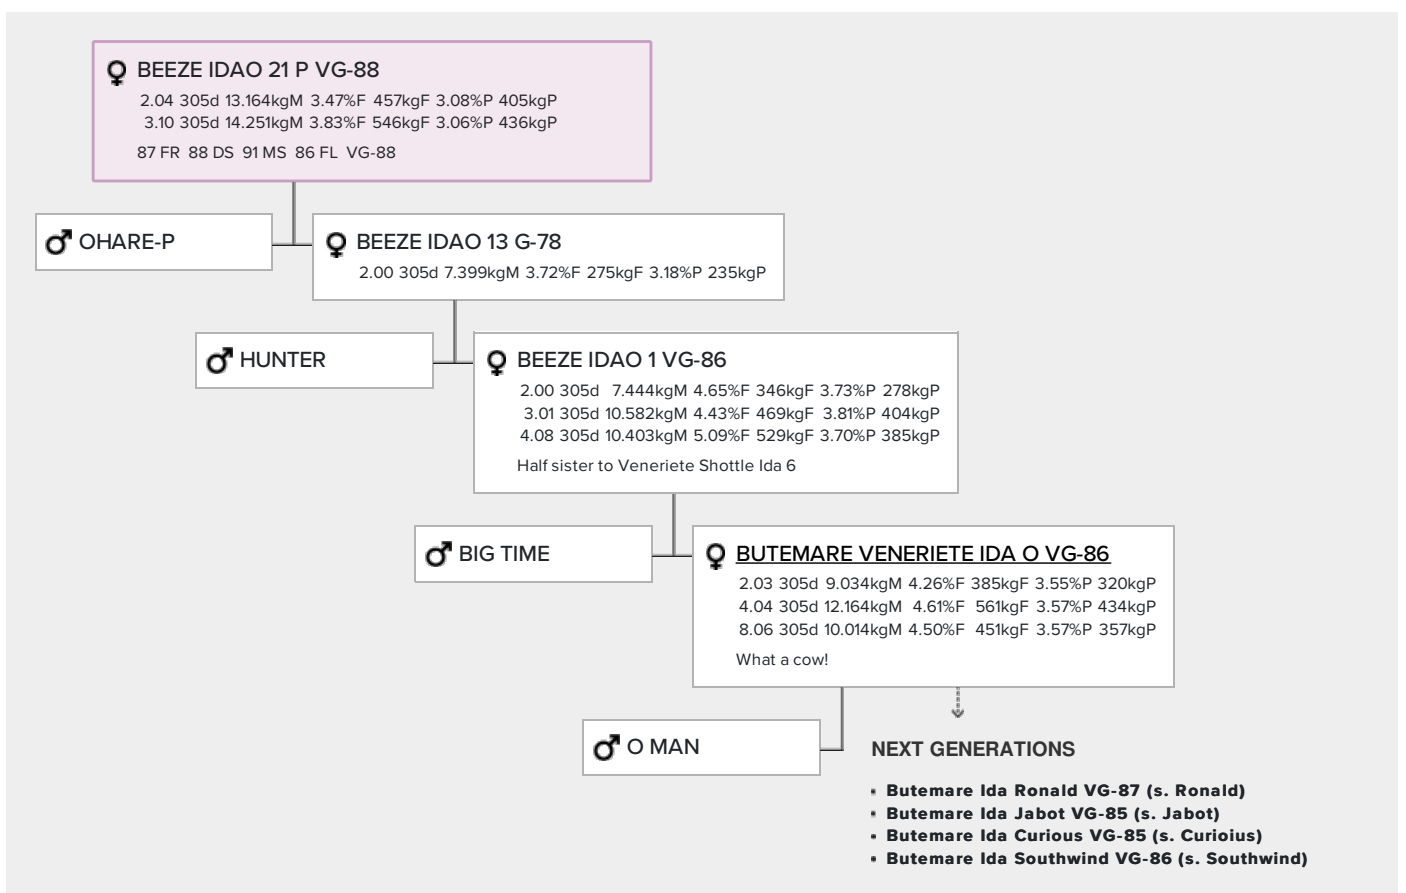 BEEZE IDAO 21 P VG-88
2.04 305d 13.164kgM 3.47%F 457kgF 3.08%P 405kgP
3.10 305d 14.251kgM 3.83%F 546kgF 3.06%P 436kgP
87 FR 88 DS 91 MS 86 FL VG-88
OHARE-P
BEEZE IDAO 13 G-78
2.00 305d 7.399kgM 3.72%F 275kgF 3.18%P 235kgP
HUNTER
BEEZE IDAO 1 VG-86
2.00 305d 7.444kgM 4.65%F 346kgF 3.73%P 278kgP
3.01 305d 10.582kgM 4.43%F 469kgF 3.81%P 404kgP
4.08 305d 10.403kgM 5.09%F 529kgF 3.70%P 385kgP
Half sister to Veneriete Shottle Ida 6
BIG TIME
BUTEMARE VENERIETE IDA O VG-86
2.03 305d 9.034kgM 4.26%F 385kgF 3.55%P 320kgP
4.04 305d 12.164kgM 4.61%F 561kgF 3.57%P 434kgP
8.06 305d 10.014kgM 4.50%F 451kgF 3.57%P 357kgP
What a cow!
O MAN
NEXT GENERATIONS
Butemare Ida Ronald VG-87 (s. Ronald)
Butemare Ida Jabot VG-85 (s. Jabot)
Butemare Ida Curious VG-85 (s. Curioius)
Butemare Ida Southwind VG-86 (s. Southwind)